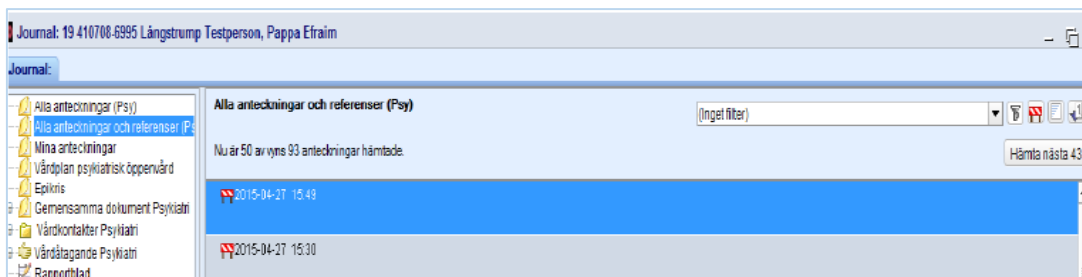 Journal: 19 410708-6995 Långstrump Testperson, Pappa Efraim
Journal:
Alla anteckningar (Psy)
Alla anteckningar och referenser (Ps
Mina anteckningar
Vårdplan psykiatrisk öppenvård
Epikris
Gemensamma dokument Psykiatri
Vårdkontakter Psykiatri
Vårdåtagande Psykiatri
Rapportblad
Alla anteckningar och referenser (Psy)
(Inget filter)
Nu är 50 av vyns 93 anteckningar hämtade.
Hämta nästa 43
2015-04-27 15:49
2015-04-27 15:30